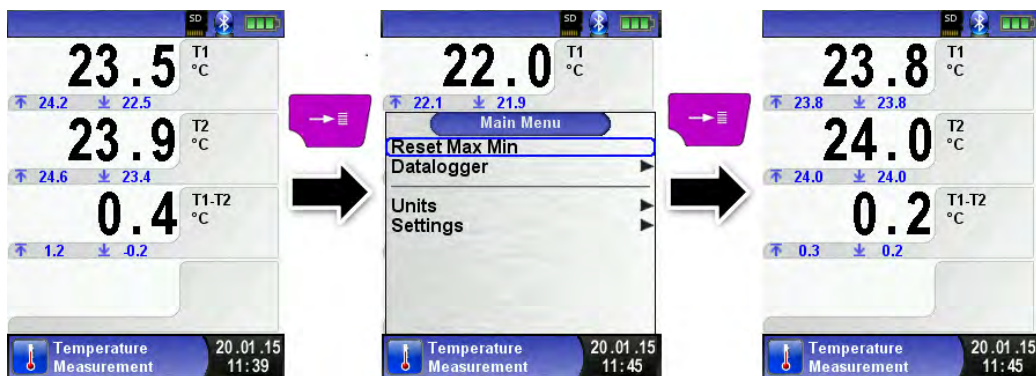 SD
23.5 T1 °C
24.2 22.5
23.9 T2 °C
24.6 23.4
0.4 T1-T2 °C
1.2 -0.2
Temperature 20.01.15
Measurement 11:39
SD
22.0 T1 °C
22.1 21.9
Main Menu
Reset Max Min
Datalogger
Units
Settings
Temperature 20.01.15
Measurement 11:45
SD
23.8 T1 °C
23.8 23.8
24.0 T2 °C
24.0 24.0
0.2 T1-T2 °C
0.3 0.2
Temperature 20.01.15
Measurement 11:45